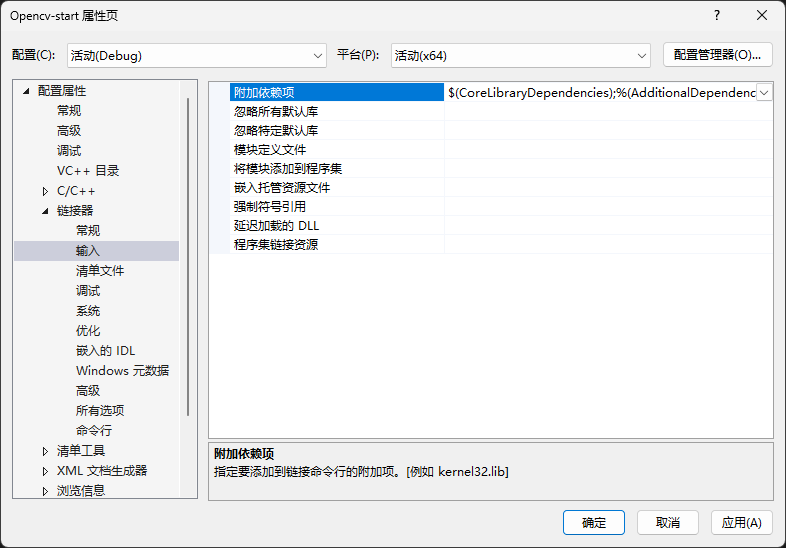 Opencv-start 属性页
配置(C): 活动(Debug) 平台(P): 活动(x64) 配置管理器(O)...
配置属性
常规
高级
调试
VC++ 目录
C/C++
链接器
常规
输入
清单文件
调试
系统
优化
嵌入的 IDL
Windows 元数据
高级
所有选项
命令行
清单工具
XML 文档生成器
浏览信息
附加依赖项 $(CoreLibraryDependencies);%(AdditionalDependenc
忽略所有默认库
忽略特定默认库
模块定义文件
将模块添加到程序集
嵌入托管资源文件
强制符号引用
延迟加载的 DLL
程序集链接资源
附加依赖项
指定要添加到链接命令行的附加项。[例如 kernel32.lib]
确定 取消 应用(A)